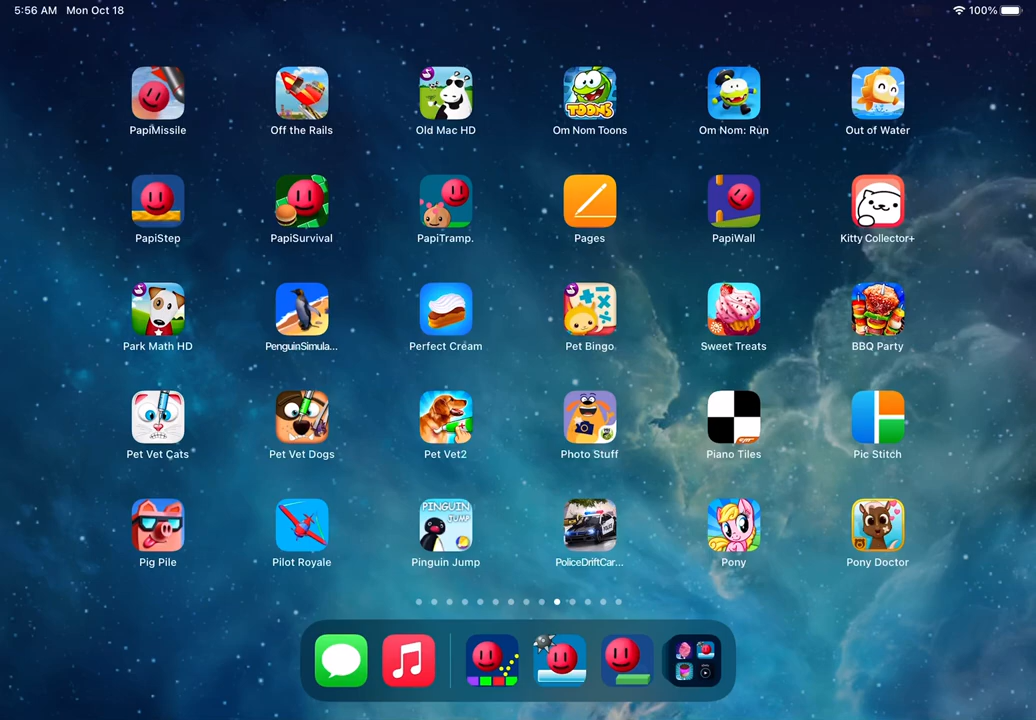 5:56 AM Mon Oct 18
100%
PapiMissile
Off the Rails
Old Mac HD
TOONS
Om Nom Toons
Om Nom: Run
Out of Water
PapiStep
PapiSurvival
PapiTramp.
Pages
PapiWall
Kitty Collector+
Park Math HD
PenguinSimula...
Perfect Cream
Pet Bingo
Sweet Treats
BBQ Party
Pet Vet Cats
Pet Vet Dogs
Pet Vet2
Photo Stuff
Piano Tiles
Pic Stitch
Pig Pile
Pilot Royale
PINGUIN
JUMP
Pinguin Jump
POLICE
PoliceDriftCar...
Pony
Pony Doctor